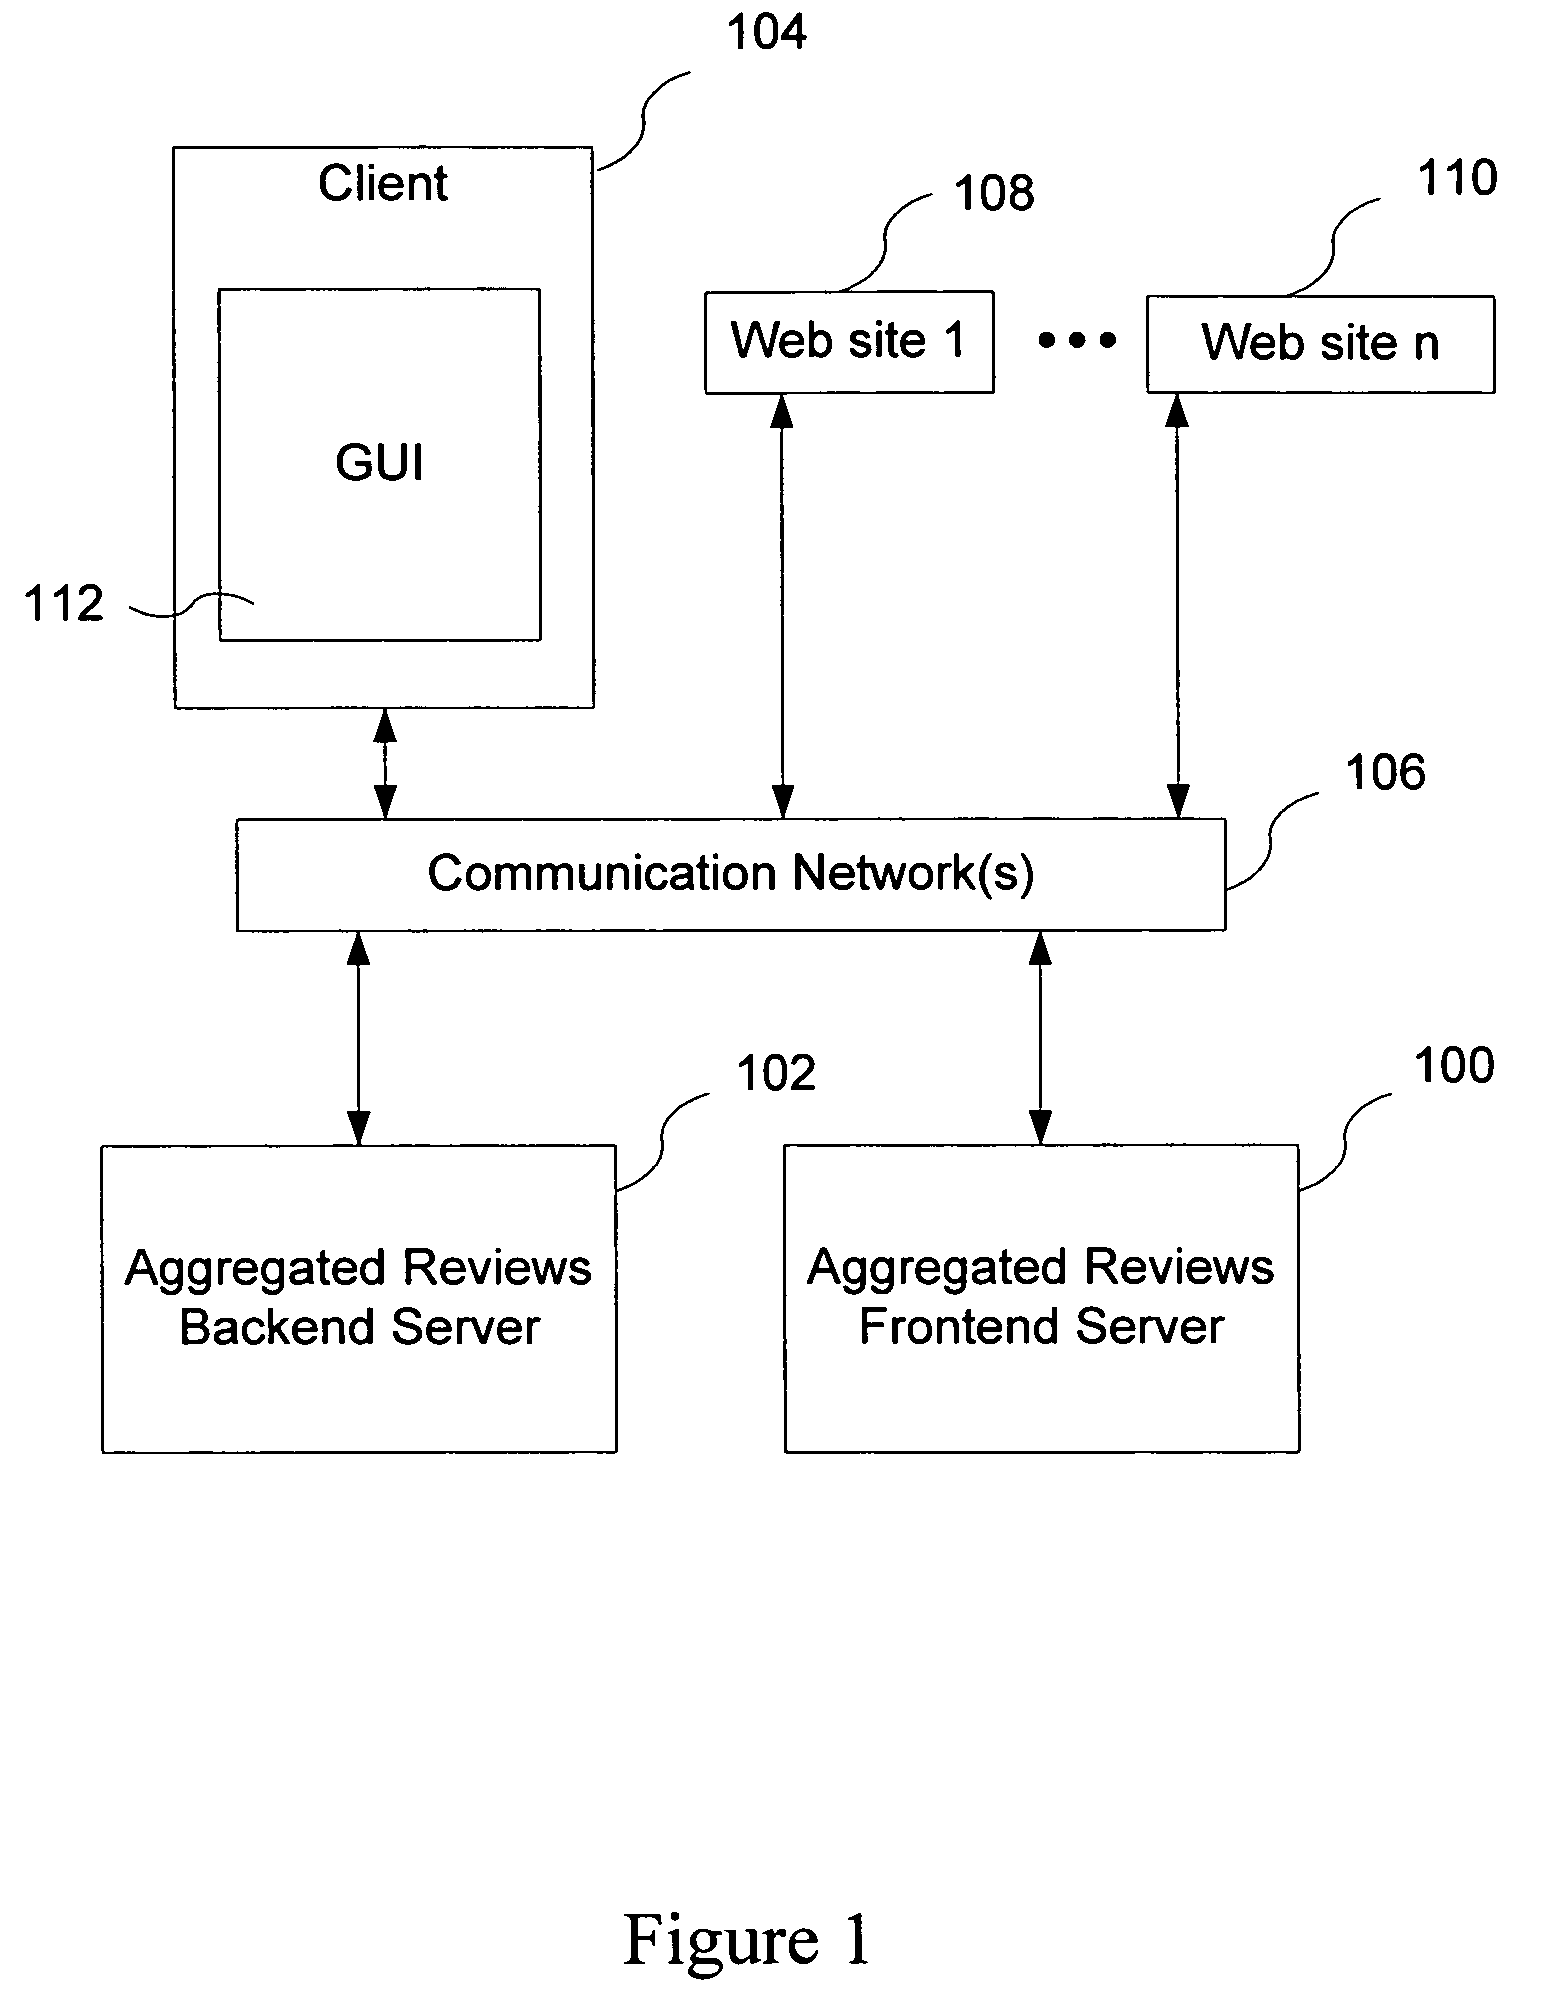 104
Client
108
110
Web site 1
Web site n
GUI
112
106
Communication Network(s)
102
100
Aggregated Reviews
Backend Server
Aggregated Reviews
Frontend Server
Figure 1